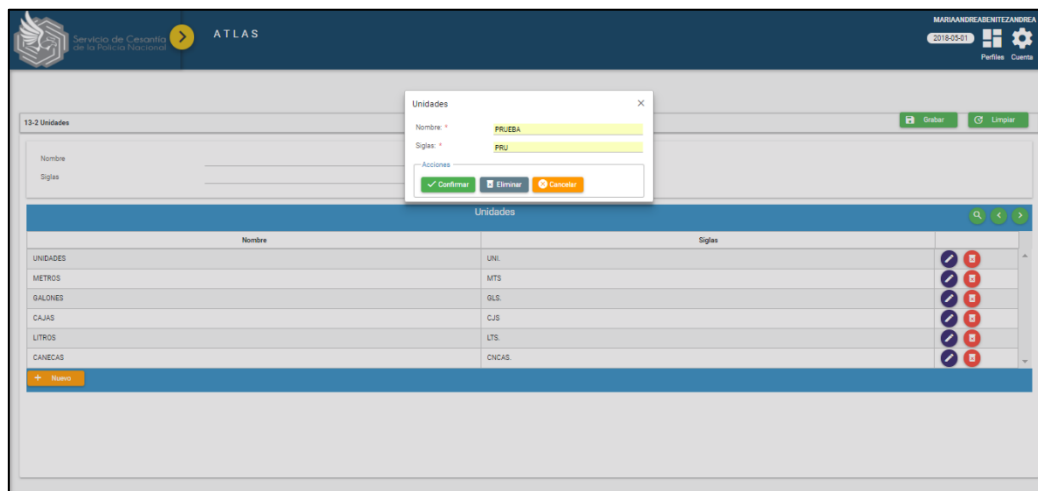 MARIAANDREABENITEZANDREA
Servicio de Cesantía
de la Policía Nacional
ATLAS
2018-05-01
Perfiles Cuenta
Unidades
13-2 Unidades
Grabar Limpiar
Nombre: * PRUEBA
Siglas: * PRU
Nombre
Siglas
Acciones
Confirmar Eliminar Cancelar
Unidades
Nombre Siglas
UNIDADES UNI.
METROS MTS
GALONES GLS.
CAJAS CJS
LITROS LTS.
CANECAS CNCAS.
+ Nuevo